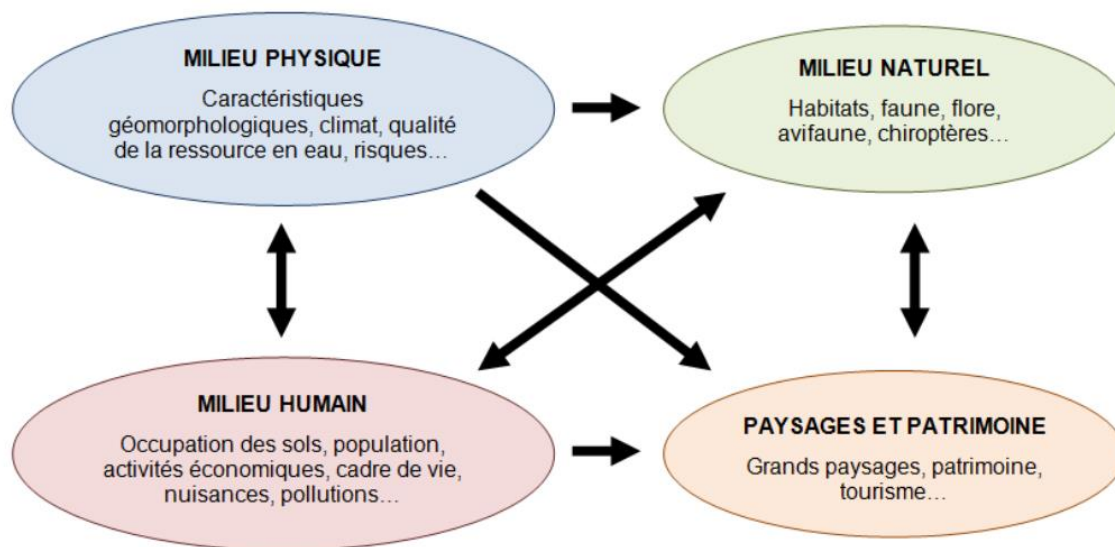 MILIEU PHYSIQUE
Caractéristiques
géomorphologiques, climat, qualité
de la ressource en eau, risques…
MILIEU NATUREL
Habitats, faune, flore,
avifaune, chiroptères…
MILIEU HUMAIN
Occupation des sols, population,
activités économiques, cadre de vie,
nuisances, pollutions…
PAYSAGES ET PATRIMOINE
Grands paysages, patrimoine,
tourisme…